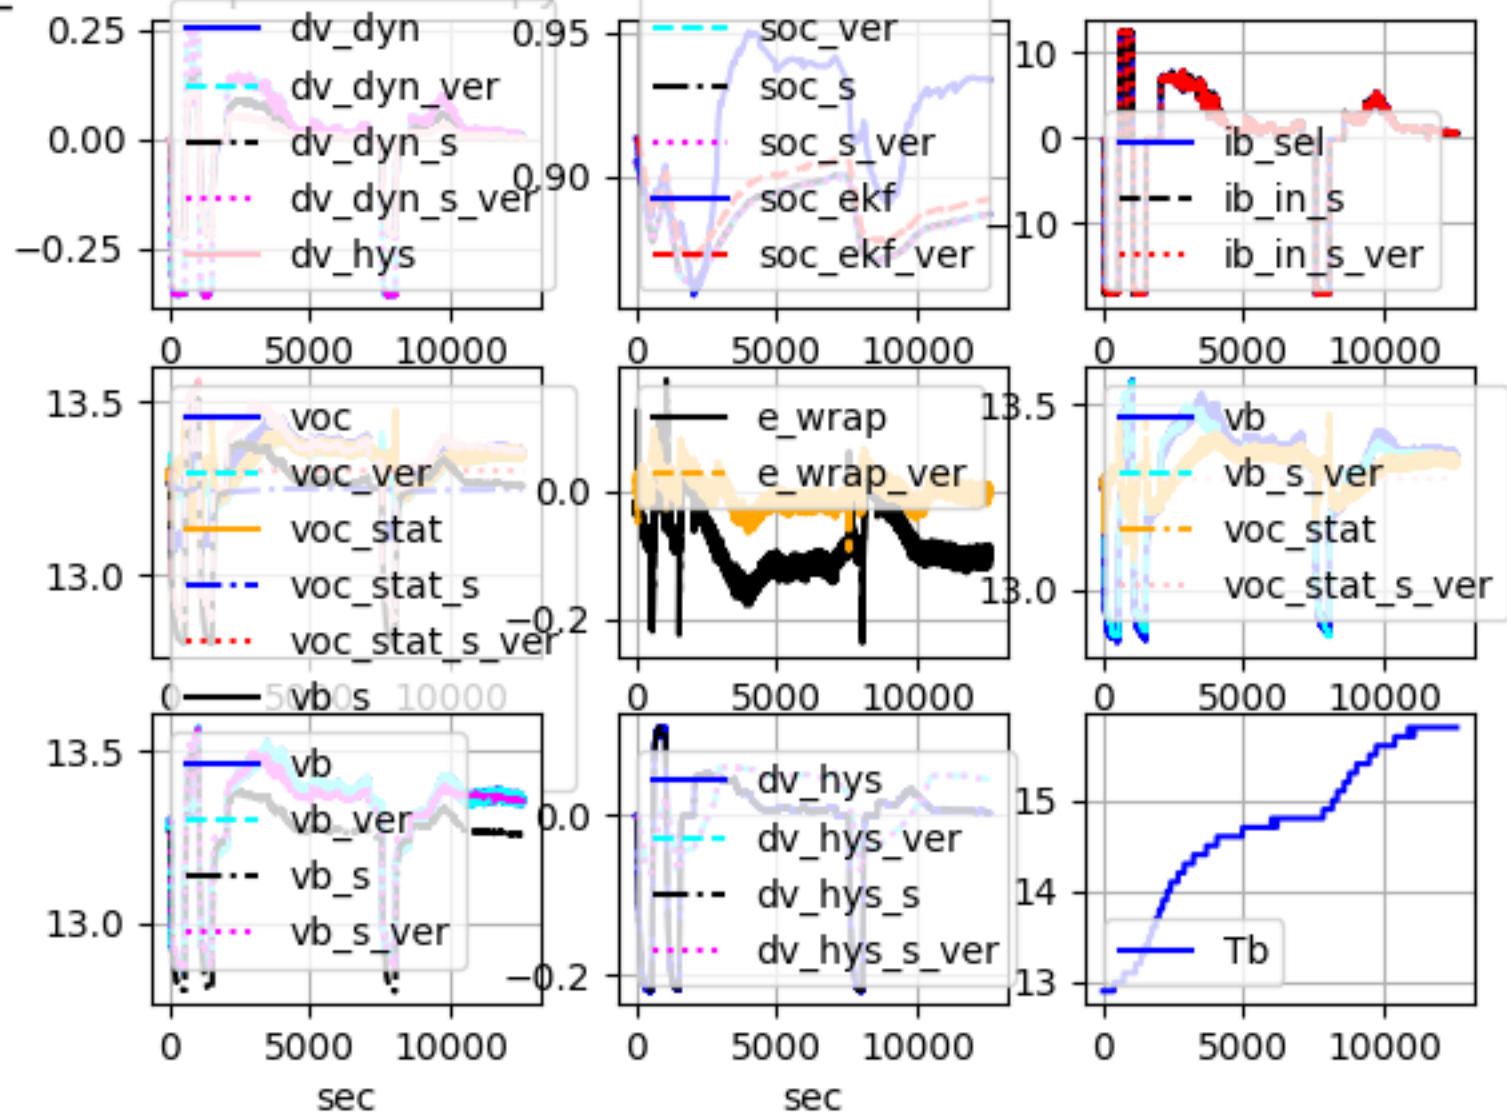 0.25
0.00
−0.25
dv_dyn
dv_dyn_ver
dv_dyn_s
dv_dyn_s_ver
dv_hys
0 5000 10000
0.95
0.90
soc_ver
soc_s
soc_s_ver
soc_ekf
soc_ekf_ver
0 5000 10000
10
0
−10
ib_sel
ib_in_s
ib_in_s_ver
0 5000 10000
13.5
13.0
voc
voc_ver
voc_stat
voc_stat_s
voc_stat_s_ver
vb_s
0 5000 10000
0.0
−0.2
e_wrap
e_wrap_ver
0 5000 10000
13.5
13.0
vb
vb_s_ver
voc_stat
voc_stat_s_ver
0 5000 10000
13.5
13.0
vb
vb_ver
vb_s
vb_s_ver
0 5000 10000
sec
0.0
−0.2
dv_hys
dv_hys_ver
dv_hys_s
dv_hys_s_ver
0 5000 10000
sec
15
14
13
Tb
0 5000 10000